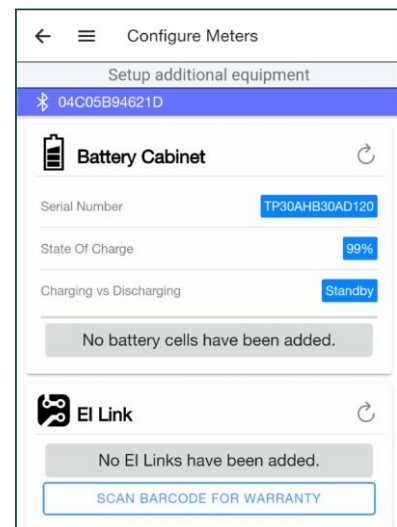 Configure Meters
Setup additional equipment
04C05B94621D
Battery Cabinet
Serial Number TP30AHB30AD120
State Of Charge 99%
Charging vs Discharging Standby
No battery cells have been added.
EI Link
No EI Links have been added.
SCAN BARCODE FOR WARRANTY